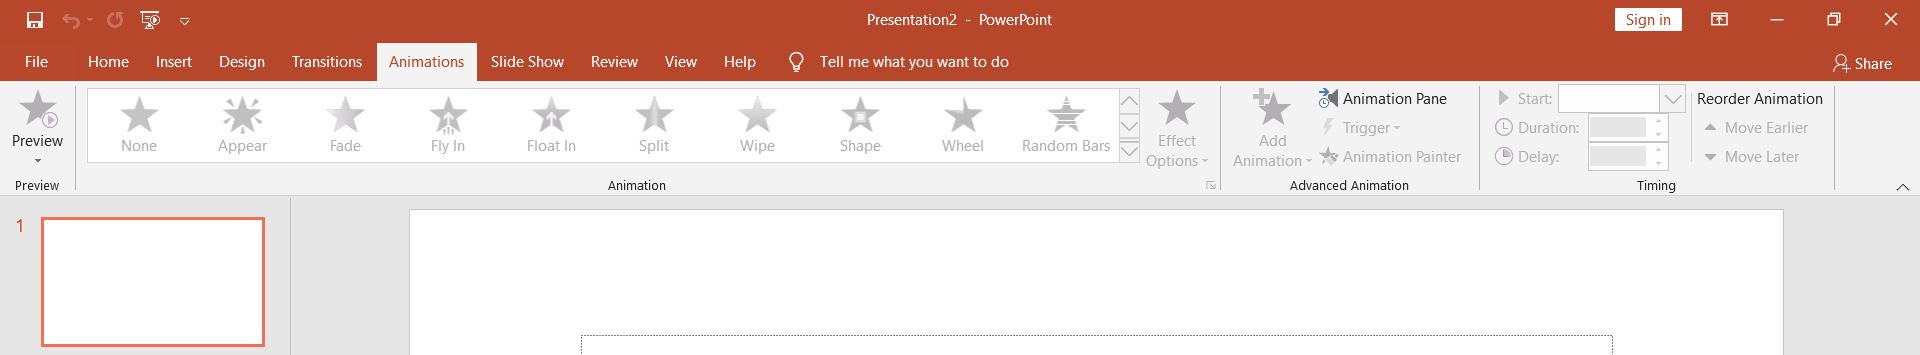 Presentation2 - PowerPoint
Sign in
File Home Insert Design Transitions Animations Slide Show Review View Help Tell me what you want to do Share
Preview
Preview
None Appear Fade Fly In Float In Split Wipe Shape Wheel Random Bars
Effect
Options
Animation
Add
Animation
Animation Pane
Trigger
Animation Painter
Advanced Animation
Start:
Duration:
Delay:
Reorder Animation
Move Earlier
Move Later
Timing
1